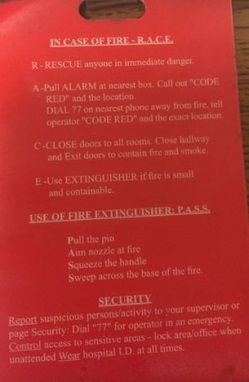 IN CASE OF FIRE - R.A.C.E.
R - RESCUE anyone in immediate danger.
A -Pull ALARM at nearest box. Call out "CODE
RED" and the location.
DIAL 77 on nearest phone away from fire, tell
operator "CODE RED" and the exact location.
C -CLOSE doors to all rooms. Close hallway
and Exit doors to contain fire and smoke.
E -Use EXTINGUISHER if fire is small
and containable.
USE OF FIRE EXTINGUISHER: P.A.S.S.
Pull the pin
Aim nozzle at fire
Squeeze the handle
Sweep across the base of the fire.
SECURITY
Report suspicious persons/activity to your supervisor or
page Security: Dial "77" for operator in an emergency.
Control access to sensitive areas - lock area/office when
unattended Wear hospital I.D. at all times.